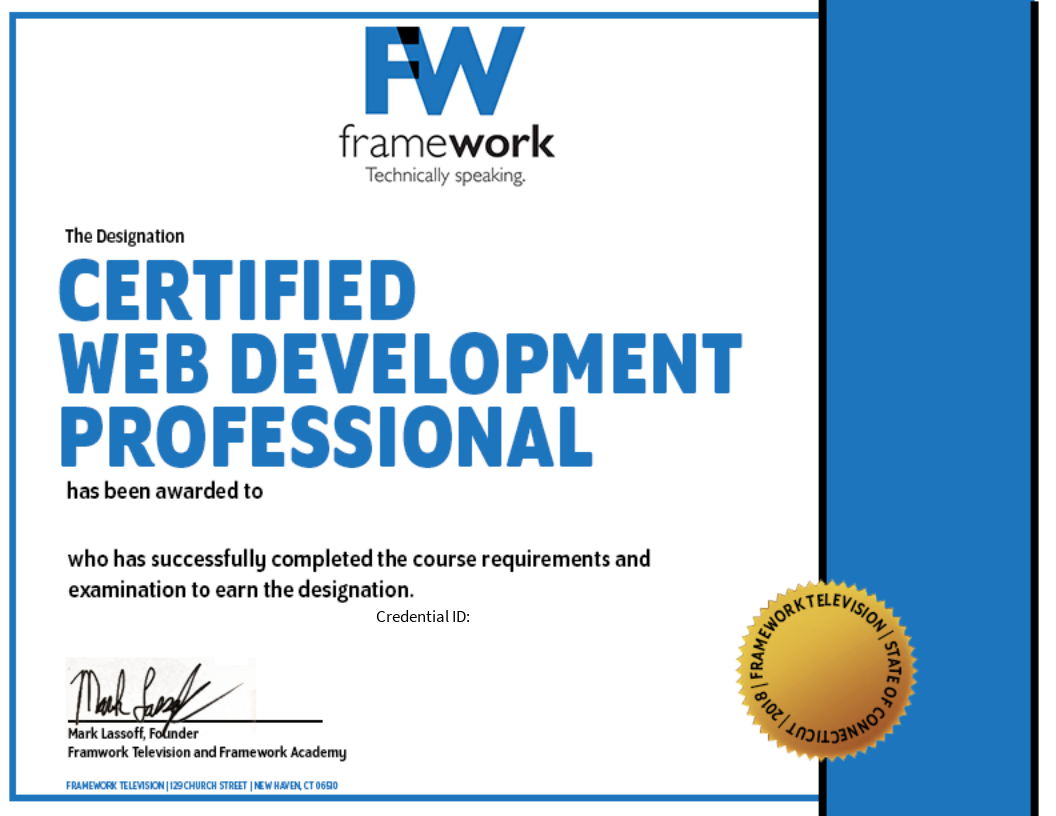 FW
framework
Technically speaking.
The Designation
CERTIFIED
WEB DEVELOPMENT
PROFESSIONAL
has been awarded to
who has successfully completed the course requirements and
examination to earn the designation.
Credential ID:
Mark Lassoff
Mark Lassoff, Founder
Framwork Television and Framework Academy
FRAMEWORK TELEVISION | 129 CHURCH STREET | NEW HAVEN, CT 06510
| FRAMEWORK TELEVISION | STATE OF CONNECTICUT | 2018